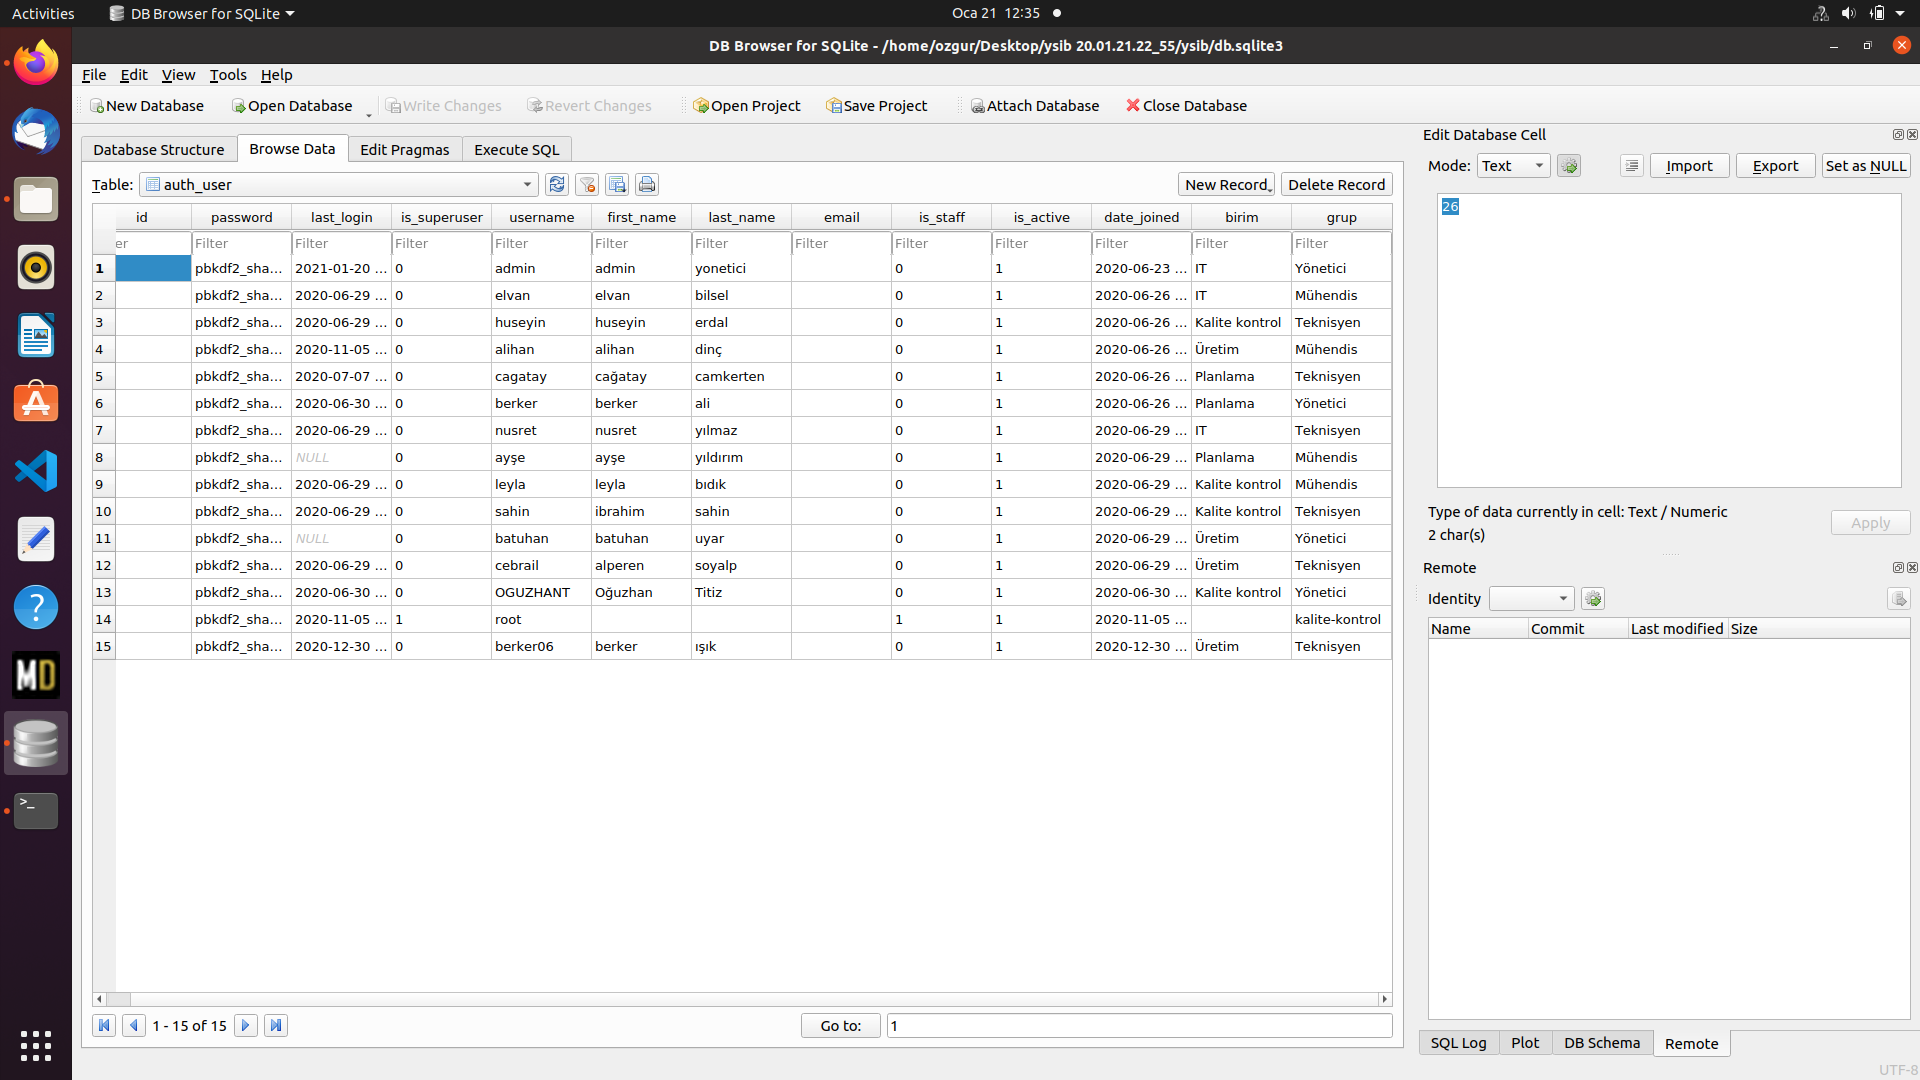 Activities DB Browser for SQLite Oca 21 12:35
DB Browser for SQLite - /home/ozgur/Desktop/ysib 20.01.21.22_55/ysib/db.sqlite3
File Edit View Tools Help
New Database Open Database Write Changes Revert Changes Open Project Save Project Attach Database Close Database
Database Structure Browse Data Edit Pragmas Execute SQL
Table: auth_user New Record Delete Record
id password last_login is_superuser username first_name last_name email is_staff is_active date_joined birim grup
er Filter Filter Filter Filter Filter Filter Filter Filter Filter Filter Filter Filter
1 pbkdf2_sha... 2021-01-20 ... 0 admin admin yonetici 0 1 2020-06-23 ... IT Yönetici
2 pbkdf2_sha... 2020-06-29 ... 0 elvan elvan bilsel 0 1 2020-06-26 ... IT Mühendis
3 pbkdf2_sha... 2020-06-29 ... 0 huseyin huseyin erdal 0 1 2020-06-26 ... Kalite kontrol Teknisyen
4 pbkdf2_sha... 2020-11-05 ... 0 alihan alihan dinç 0 1 2020-06-26 ... Üretim Mühendis
5 pbkdf2_sha... 2020-07-07 ... 0 cagatay cağatay camkerten 0 1 2020-06-26 ... Planlama Teknisyen
6 pbkdf2_sha... 2020-06-30 ... 0 berker berker ali 0 1 2020-06-26 ... Planlama Yönetici
7 pbkdf2_sha... 2020-06-29 ... 0 nusret nusret yılmaz 0 1 2020-06-29 ... IT Teknisyen
8 pbkdf2_sha... NULL 0 ayşe ayşe yıldırım 0 1 2020-06-29 ... Planlama Mühendis
9 pbkdf2_sha... 2020-06-29 ... 0 leyla leyla bıdık 0 1 2020-06-29 ... Kalite kontrol Mühendis
10 pbkdf2_sha... 2020-06-29 ... 0 sahin ibrahim sahin 0 1 2020-06-29 ... Kalite kontrol Teknisyen
11 pbkdf2_sha... NULL 0 batuhan batuhan uyar 0 1 2020-06-29 ... Üretim Yönetici
12 pbkdf2_sha... 2020-06-29 ... 0 cebrail alperen soyalp 0 1 2020-06-29 ... Üretim Teknisyen
13 pbkdf2_sha... 2020-06-30 ... 0 OGUZHANT Oğuzhan Titiz 0 1 2020-06-30 ... Kalite kontrol Yönetici
14 pbkdf2_sha... 2020-11-05 ... 1 root 1 1 2020-11-05 ... kalite-kontrol
15 pbkdf2_sha... 2020-12-30 ... 0 berker06 berker ışık 0 1 2020-12-30 ... Üretim Teknisyen
1 - 15 of 15 Go to: 1
Edit Database Cell
Mode: Text Import Export Set as NULL
26
Type of data currently in cell: Text / Numeric
2 char(s)
Apply
Remote
Identity
Name Commit Last modified Size
SQL Log Plot DB Schema Remote
UTF-8
MD
>_
?